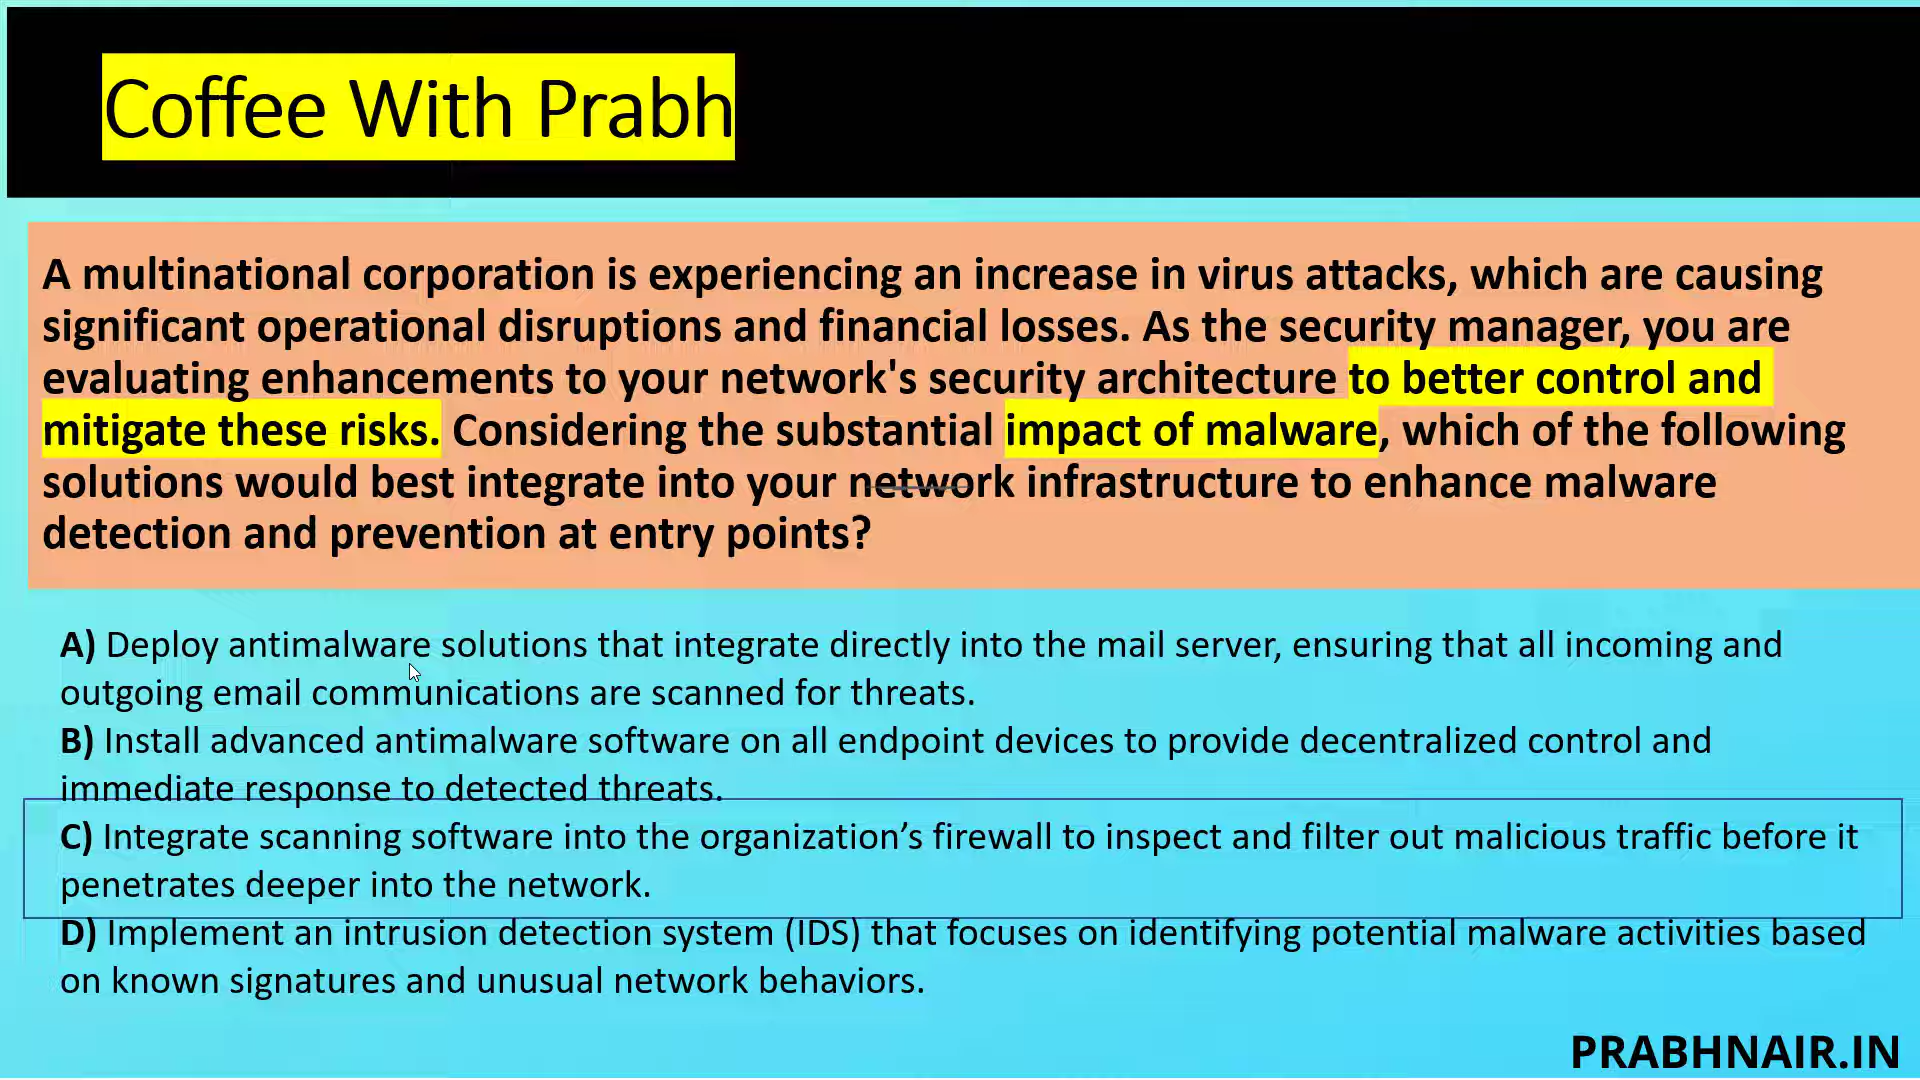 Coffee With Prabh
A multinational corporation is experiencing an increase in virus attacks, which are causing
significant operational disruptions and financial losses. As the security manager, you are
evaluating enhancements to your network's security architecture to better control and
mitigate these risks. Considering the substantial impact of malware, which of the following
solutions would best integrate into your network infrastructure to enhance malware
detection and prevention at entry points?
A) Deploy antimalware solutions that integrate directly into the mail server, ensuring that all incoming and
outgoing email communications are scanned for threats.
B) Install advanced antimalware software on all endpoint devices to provide decentralized control and
immediate response to detected threats.
C) Integrate scanning software into the organization’s firewall to inspect and filter out malicious traffic before it
penetrates deeper into the network.
D) Implement an intrusion detection system (IDS) that focuses on identifying potential malware activities based
on known signatures and unusual network behaviors.
PRABHNAIR.IN